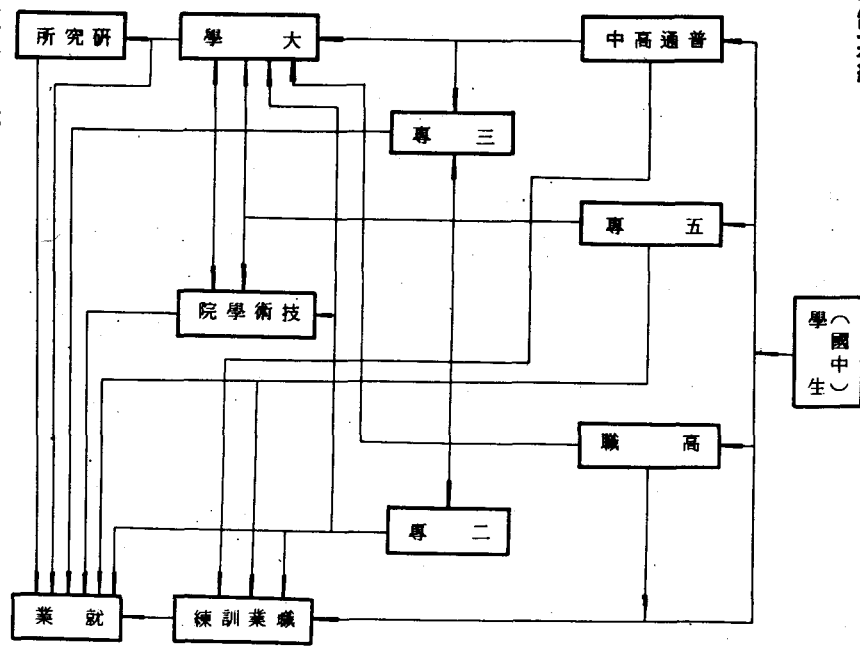 普通高中
大學
研究所
三專
五專
技術學院
學生
（國中）
高職
二專
職業訓練
就業